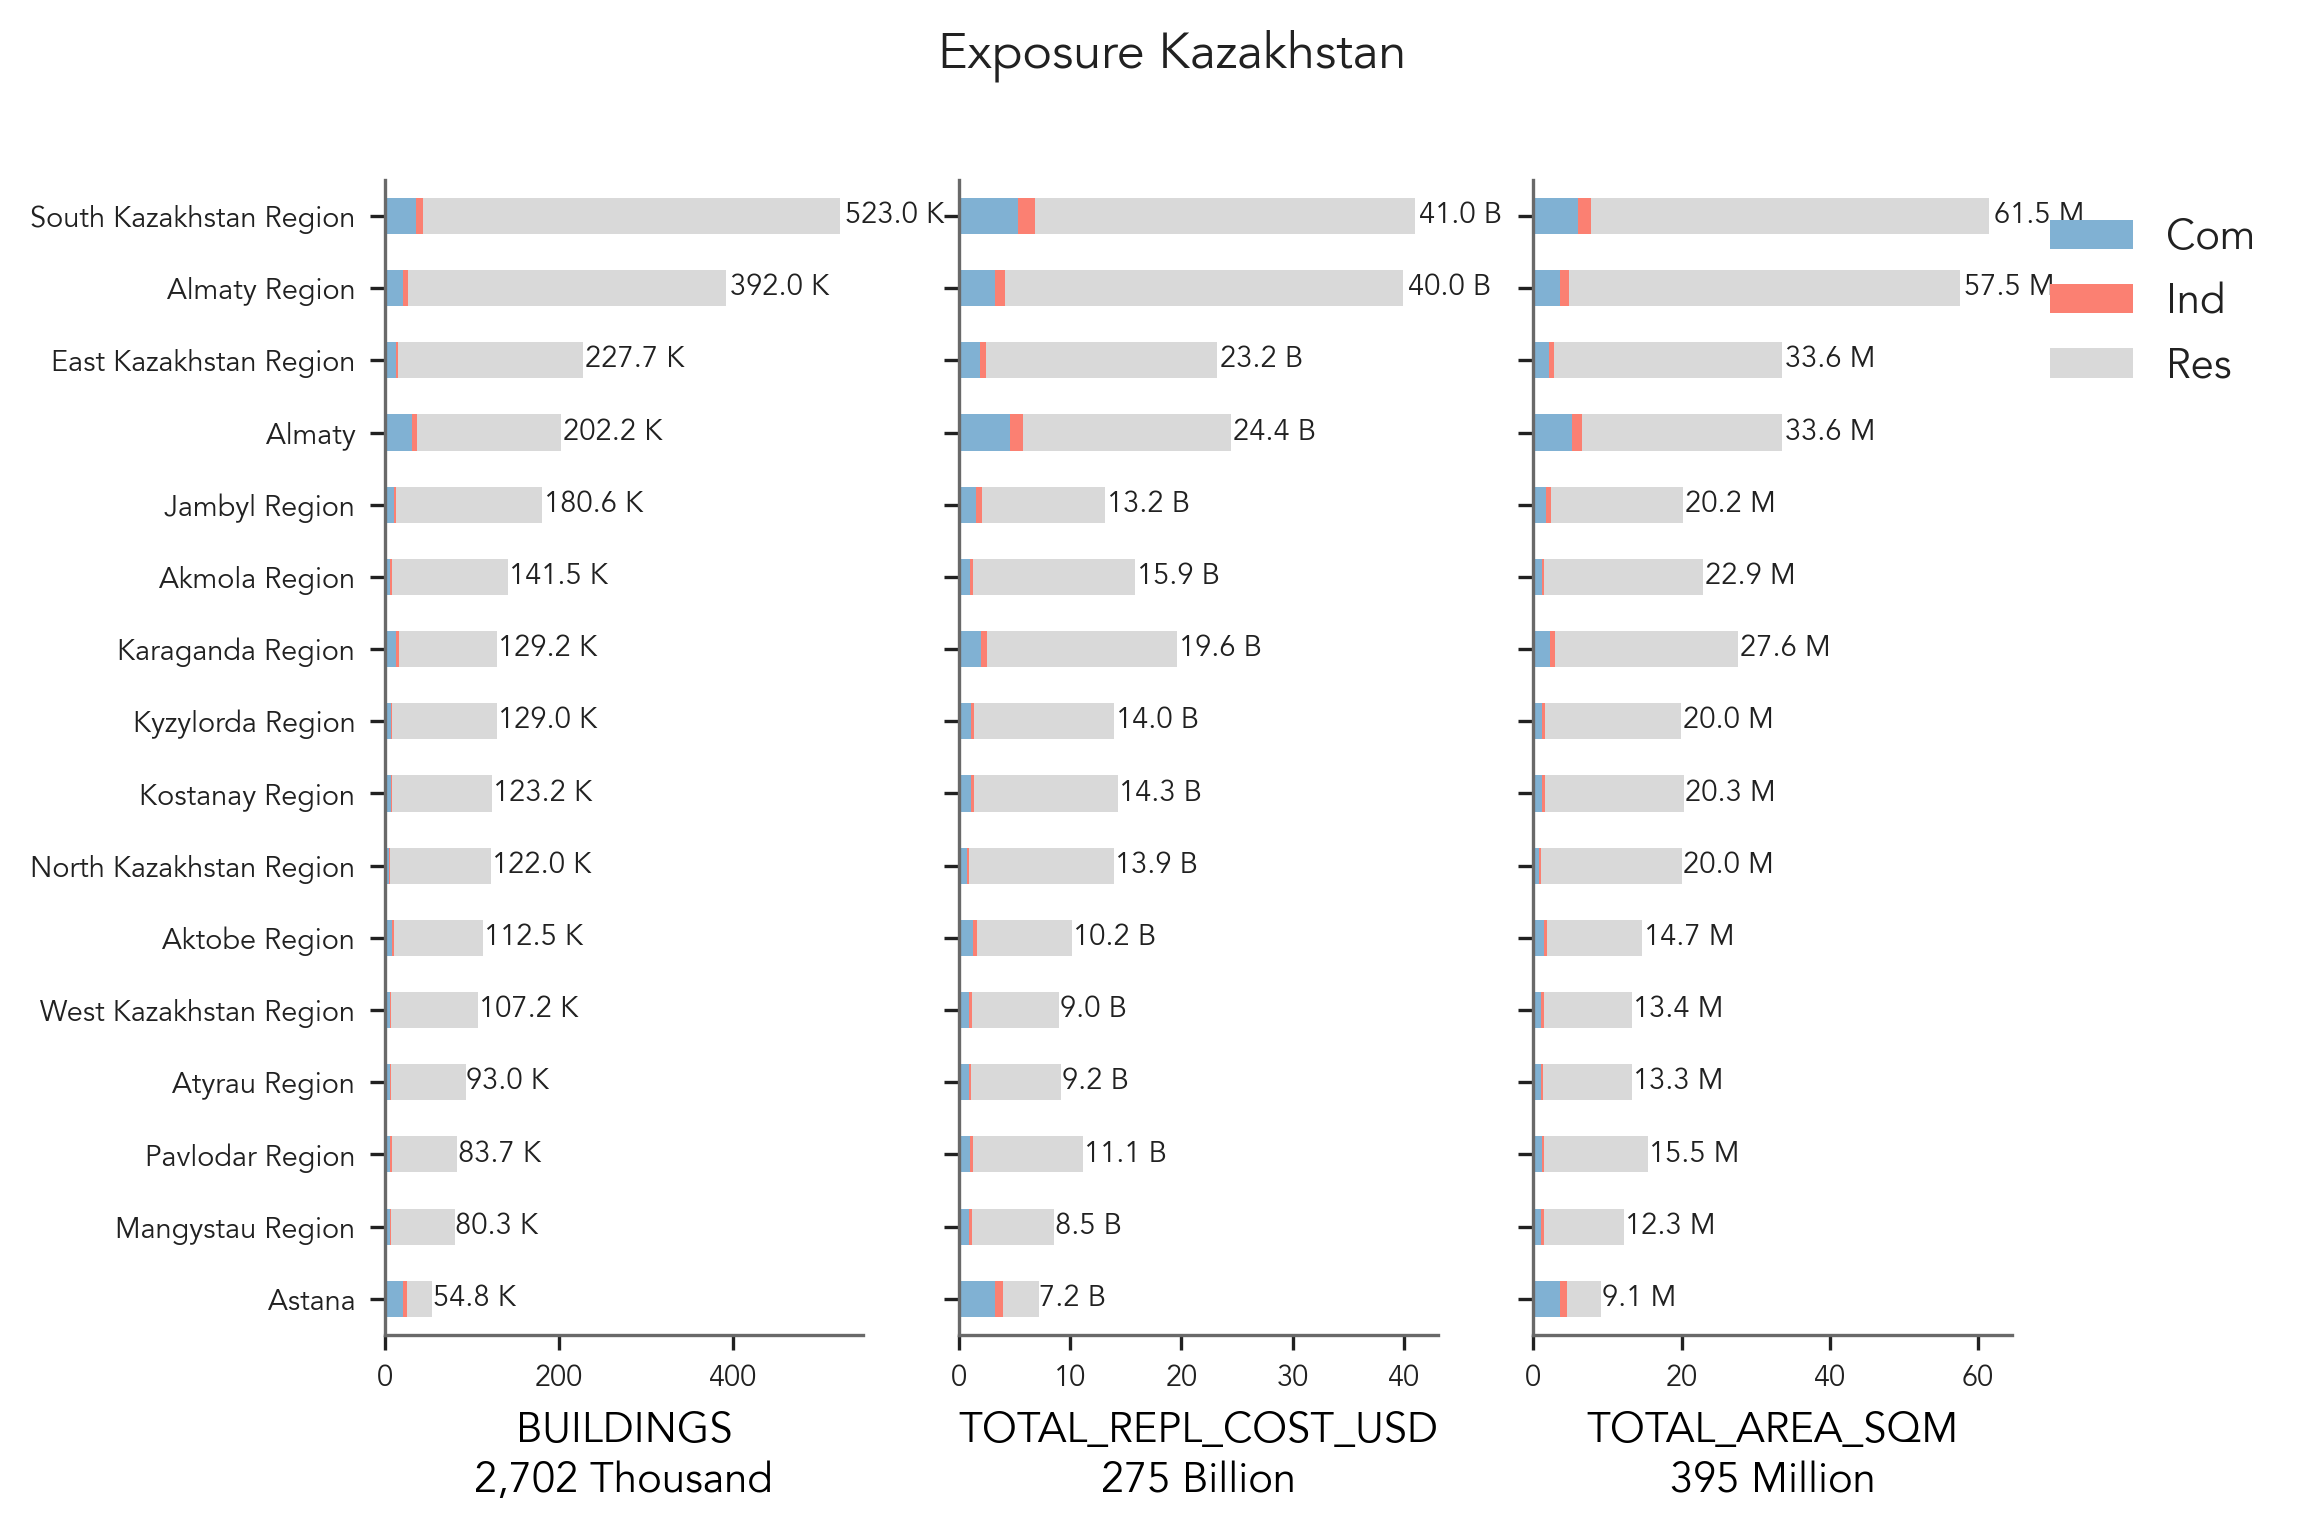 Exposure Kazakhstan
South Kazakhstan Region 523.0 K 41.0 B 61.5 M
Com
Almaty Region 392.0 K 40.0 B 57.5 M
Ind
East Kazakhstan Region 227.7 K 23.2 B 33.6 M
Res
Almaty 202.2 K 24.4 B 33.6 M
Jambyl Region 180.6 K 13.2 B 20.2 M
Akmola Region 141.5 K 15.9 B 22.9 M
Karaganda Region 129.2 K 19.6 B 27.6 M
Kyzylorda Region 129.0 K 14.0 B 20.0 M
Kostanay Region 123.2 K 14.3 B 20.3 M
North Kazakhstan Region 122.0 K 13.9 B 20.0 M
Aktobe Region 112.5 K 10.2 B 14.7 M
West Kazakhstan Region 107.2 K 9.0 B 13.4 M
Atyrau Region 93.0 K 9.2 B 13.3 M
Pavlodar Region 83.7 K 11.1 B 15.5 M
Mangystau Region 80.3 K 8.5 B 12.3 M
Astana 54.8 K 7.2 B 9.1 M
0 200 400 0 10 20 30 40 0 20 40 60
BUILDINGS TOTAL_REPL_COST_USD TOTAL_AREA_SQM
2,702 Thousand 275 Billion 395 Million